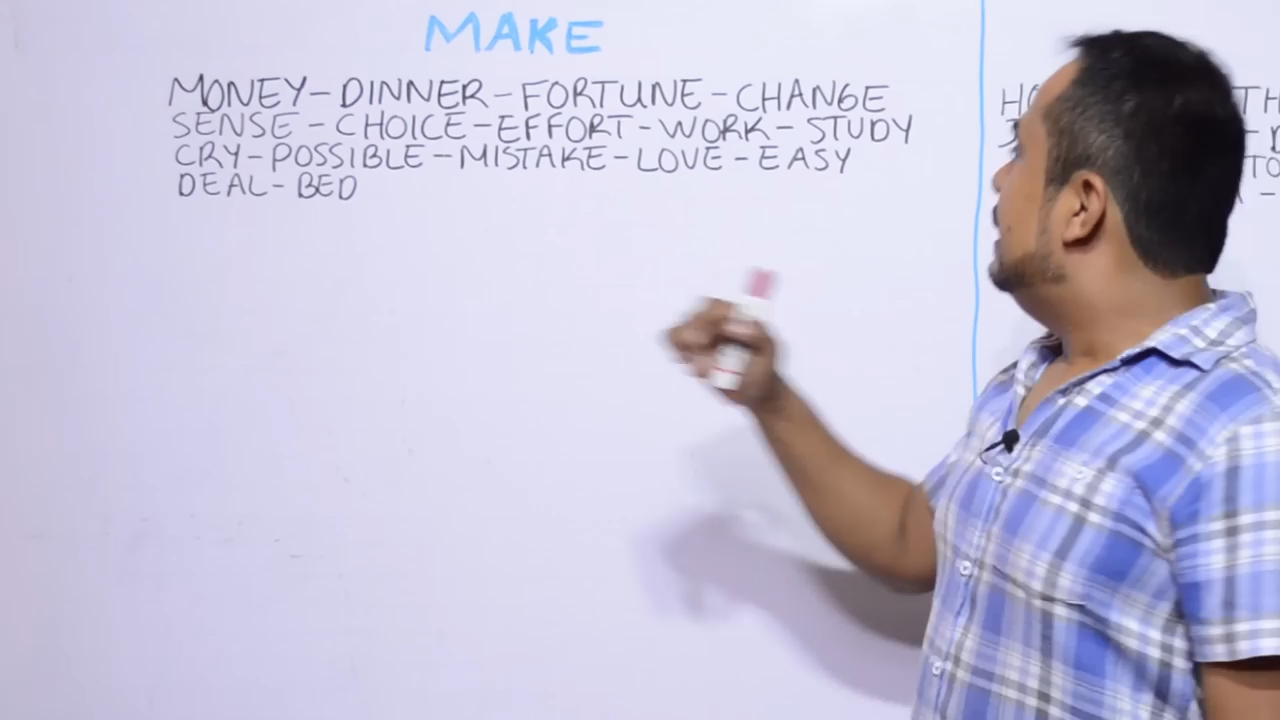 MAKE
MONEY-DINNER-FORTUNE-CHANGE
SENSE-CHOICE-EFFORT-WORK-STUDY
CRY-POSSIBLE-MISTAKE-LOVE-EASY
DEAL-BED